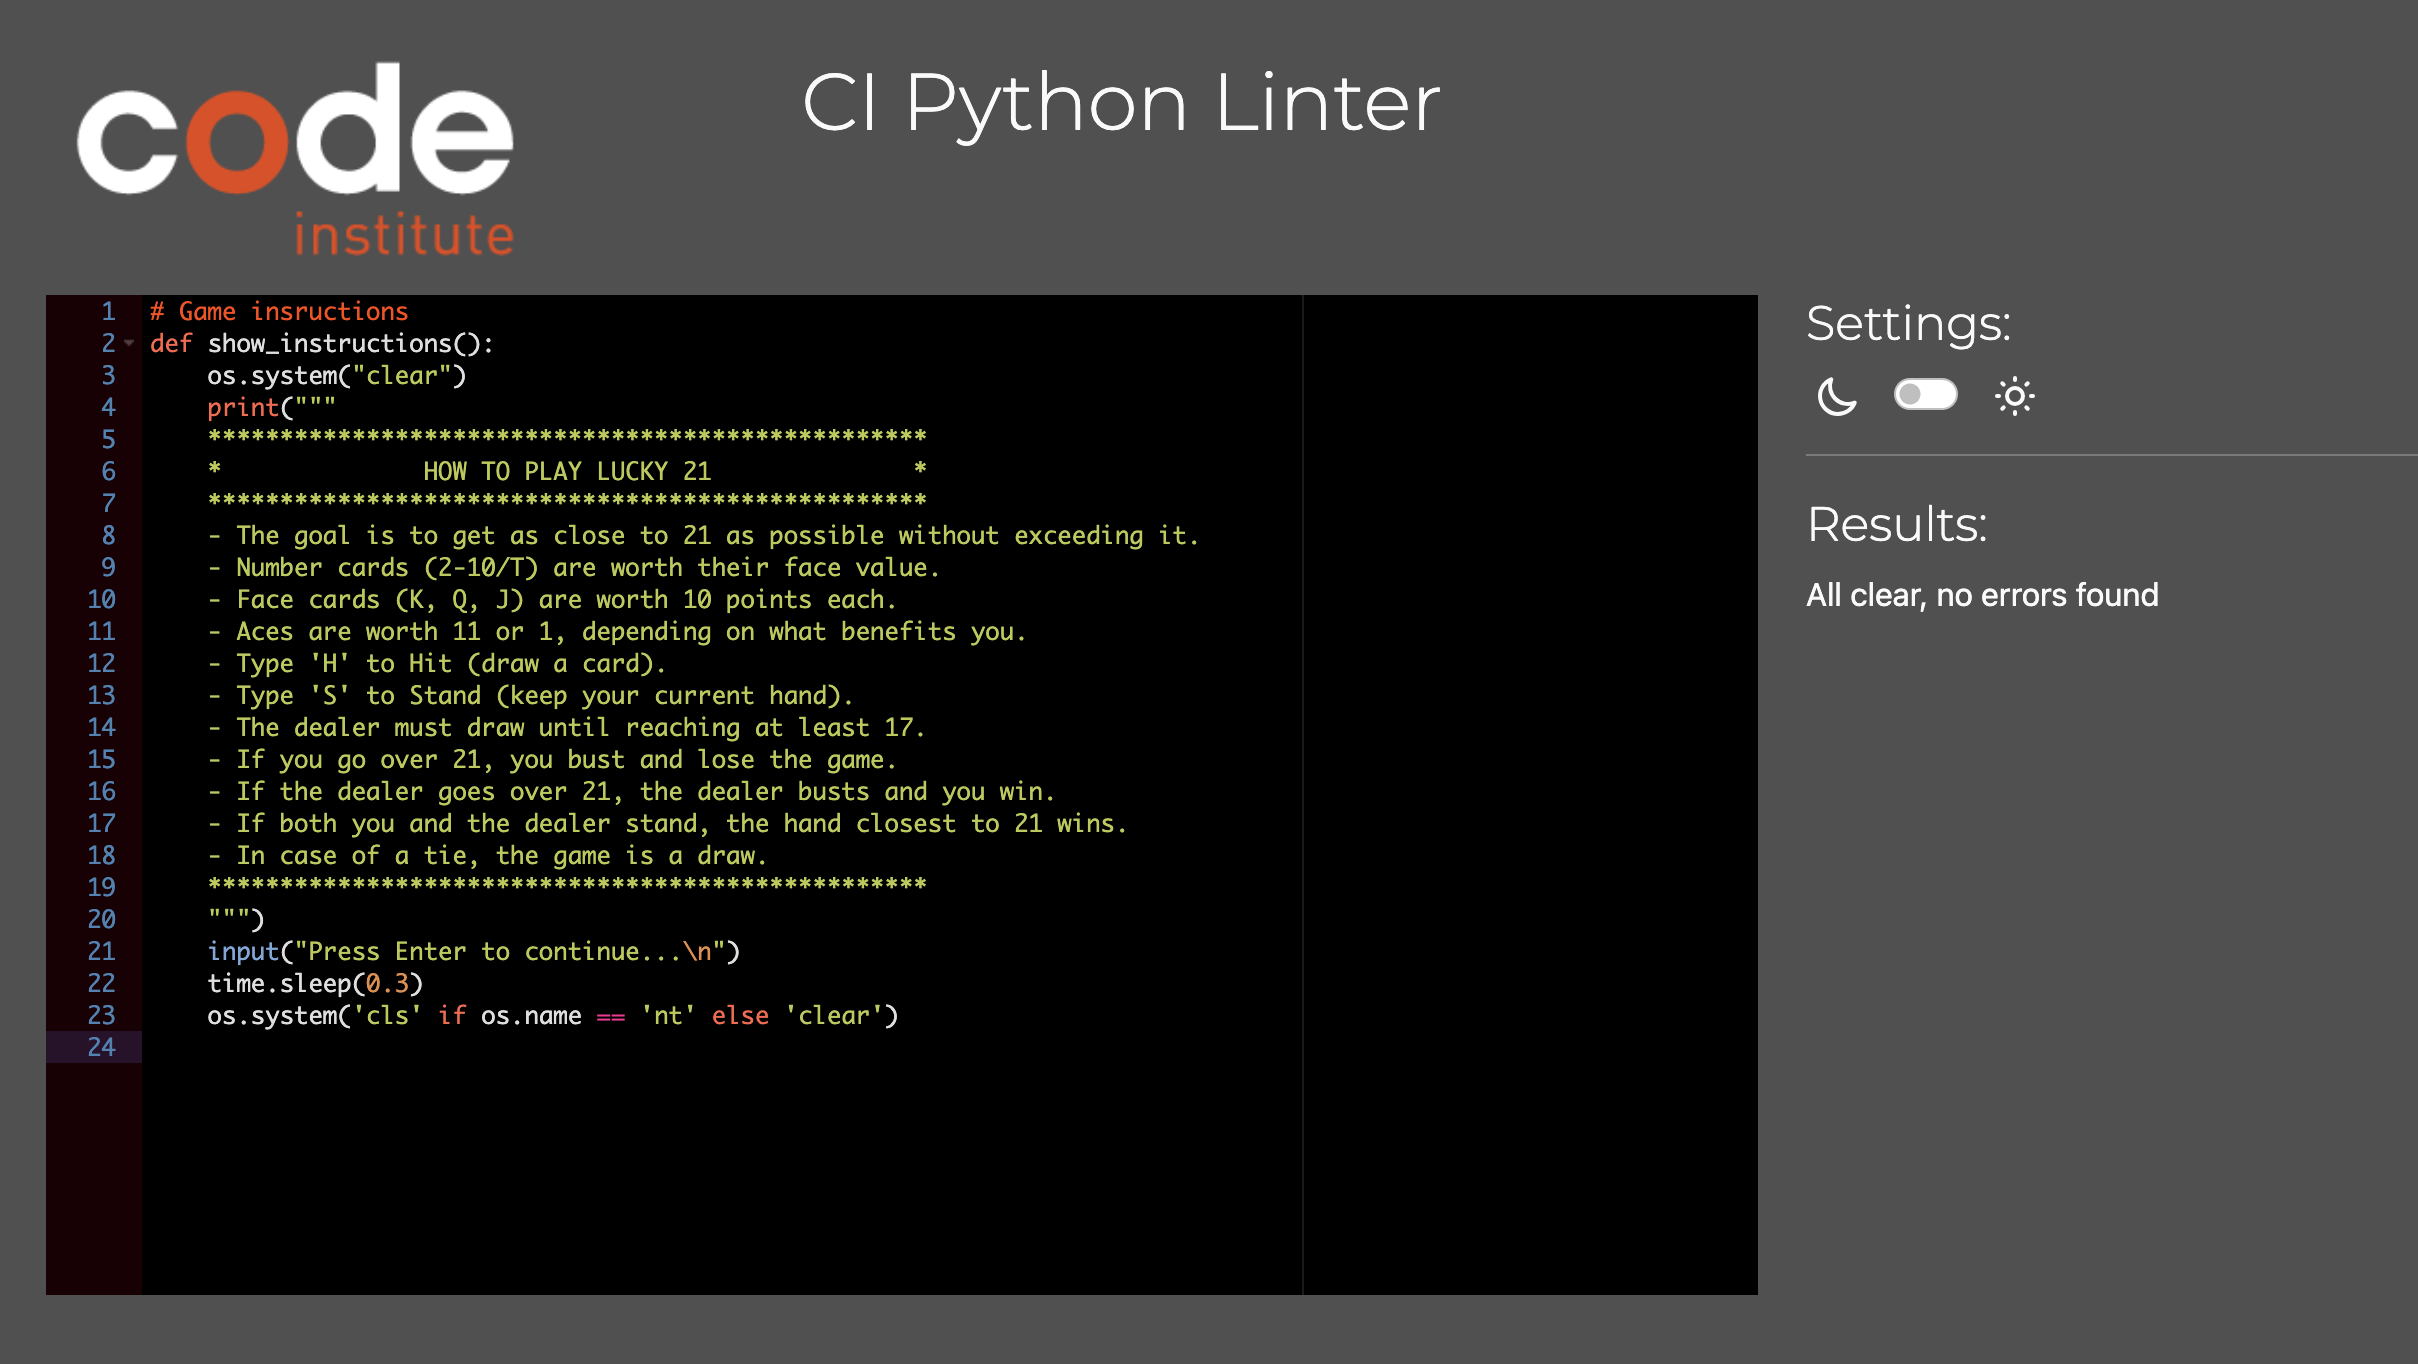 code
institute
CI Python Linter
1 # Game insructions
2 def show_instructions():
3     os.system("clear")
4     print("""
5     **************************************************
6     *              HOW TO PLAY LUCKY 21              *
7     **************************************************
8     - The goal is to get as close to 21 as possible without exceeding it.
9     - Number cards (2-10/T) are worth their face value.
10     - Face cards (K, Q, J) are worth 10 points each.
11     - Aces are worth 11 or 1, depending on what benefits you.
12     - Type 'H' to Hit (draw a card).
13     - Type 'S' to Stand (keep your current hand).
14     - The dealer must draw until reaching at least 17.
15     - If you go over 21, you bust and lose the game.
16     - If the dealer goes over 21, the dealer busts and you win.
17     - If both you and the dealer stand, the hand closest to 21 wins.
18     - In case of a tie, the game is a draw.
19     **************************************************
20     """)
21     input("Press Enter to continue...\n")
22     time.sleep(0.3)
23     os.system('cls' if os.name == 'nt' else 'clear')
24
Settings:
Results:
All clear, no errors found